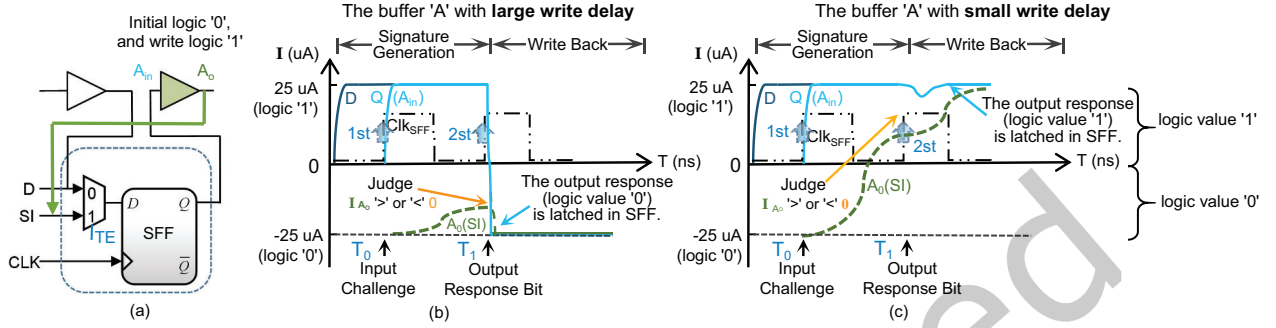 Initial logic '0',
and write logic '1'
A_in
A_o
D
SI
CLK
0
1
TE
D
Q
SFF
Q̅
(a)
The buffer 'A' with large write delay
I (uA)
Signature
Generation
Write Back
25 uA
(logic '1')
D
Q
(A_in)
1st
Clk_SFF
2st
0
T (ns)
Judge
I_Ao '>' or '<' 0
The output response
(logic value '0')
is latched in SFF.
A_0(SI)
-25 uA
(logic '0')
T_0
T_1
Input
Challenge
Output
Response Bit
(b)
The buffer 'A' with small write delay
I (uA)
Signature
Generation
Write Back
25 uA
(logic '1')
D
Q
(A_in)
1st
Clk_SFF
2st
The output response
(logic value '1')
is latched in SFF.
logic value '1'
0
T (ns)
Judge
I_Ao '>' or '<' 0
A_0(SI)
logic value '0'
-25 uA
(logic '0')
T_0
T_1
Input
Challenge
Output
Response Bit
(c)